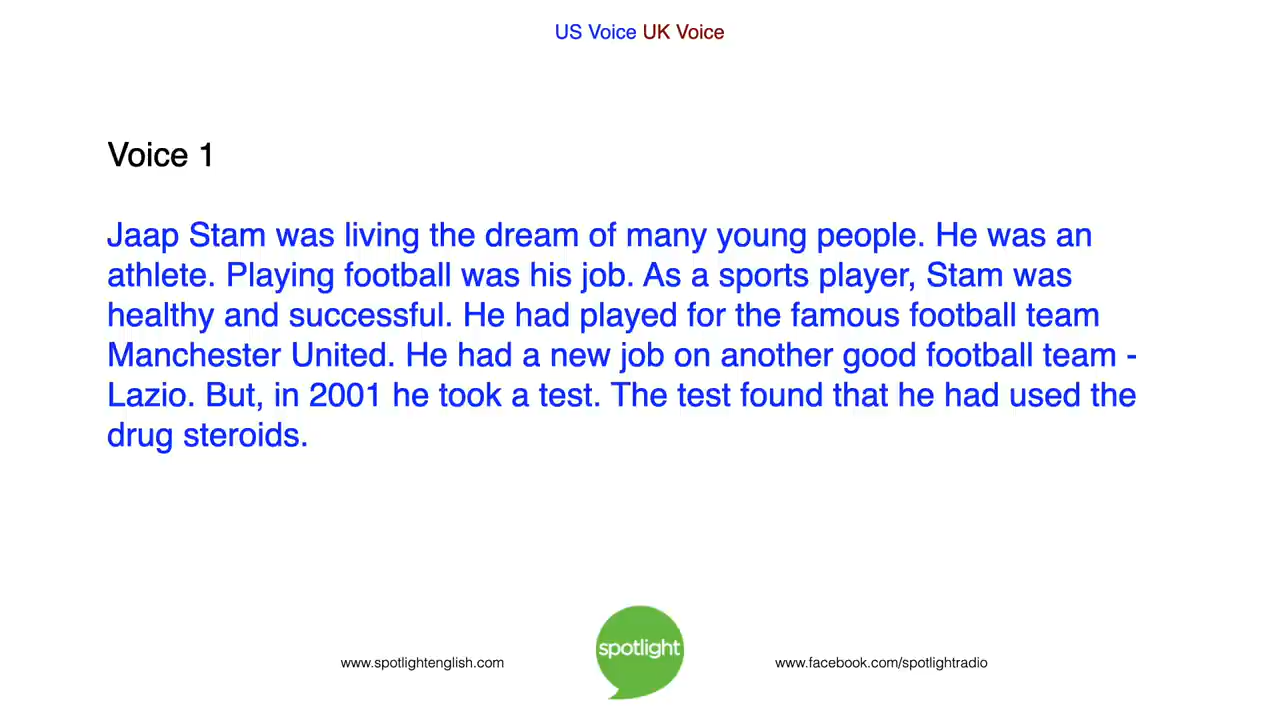 US Voice UK Voice
Voice 1
Jaap Stam was living the dream of many young people. He was an
athlete. Playing football was his job. As a sports player, Stam was
healthy and successful. He had played for the famous football team
Manchester United. He had a new job on another good football team -
Lazio. But, in 2001 he took a test. The test found that he had used the
drug steroids.
spotlight
www.spotlightenglish.com
www.facebook.com/spotlightradio